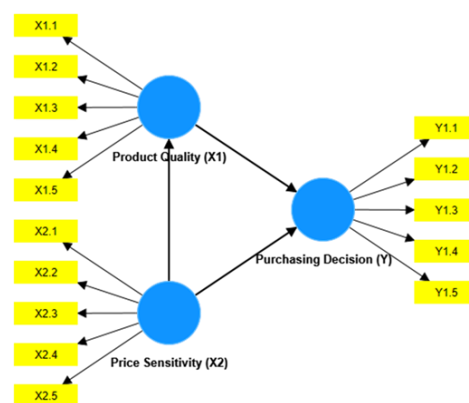 X1.1
X1.2
X1.3
X1.4
X1.5
Product Quality (X1)
X2.1
X2.2
X2.3
X2.4
X2.5
Price Sensitivity (X2)
Y1.1
Y1.2
Y1.3
Y1.4
Y1.5
Purchasing Decision (Y)